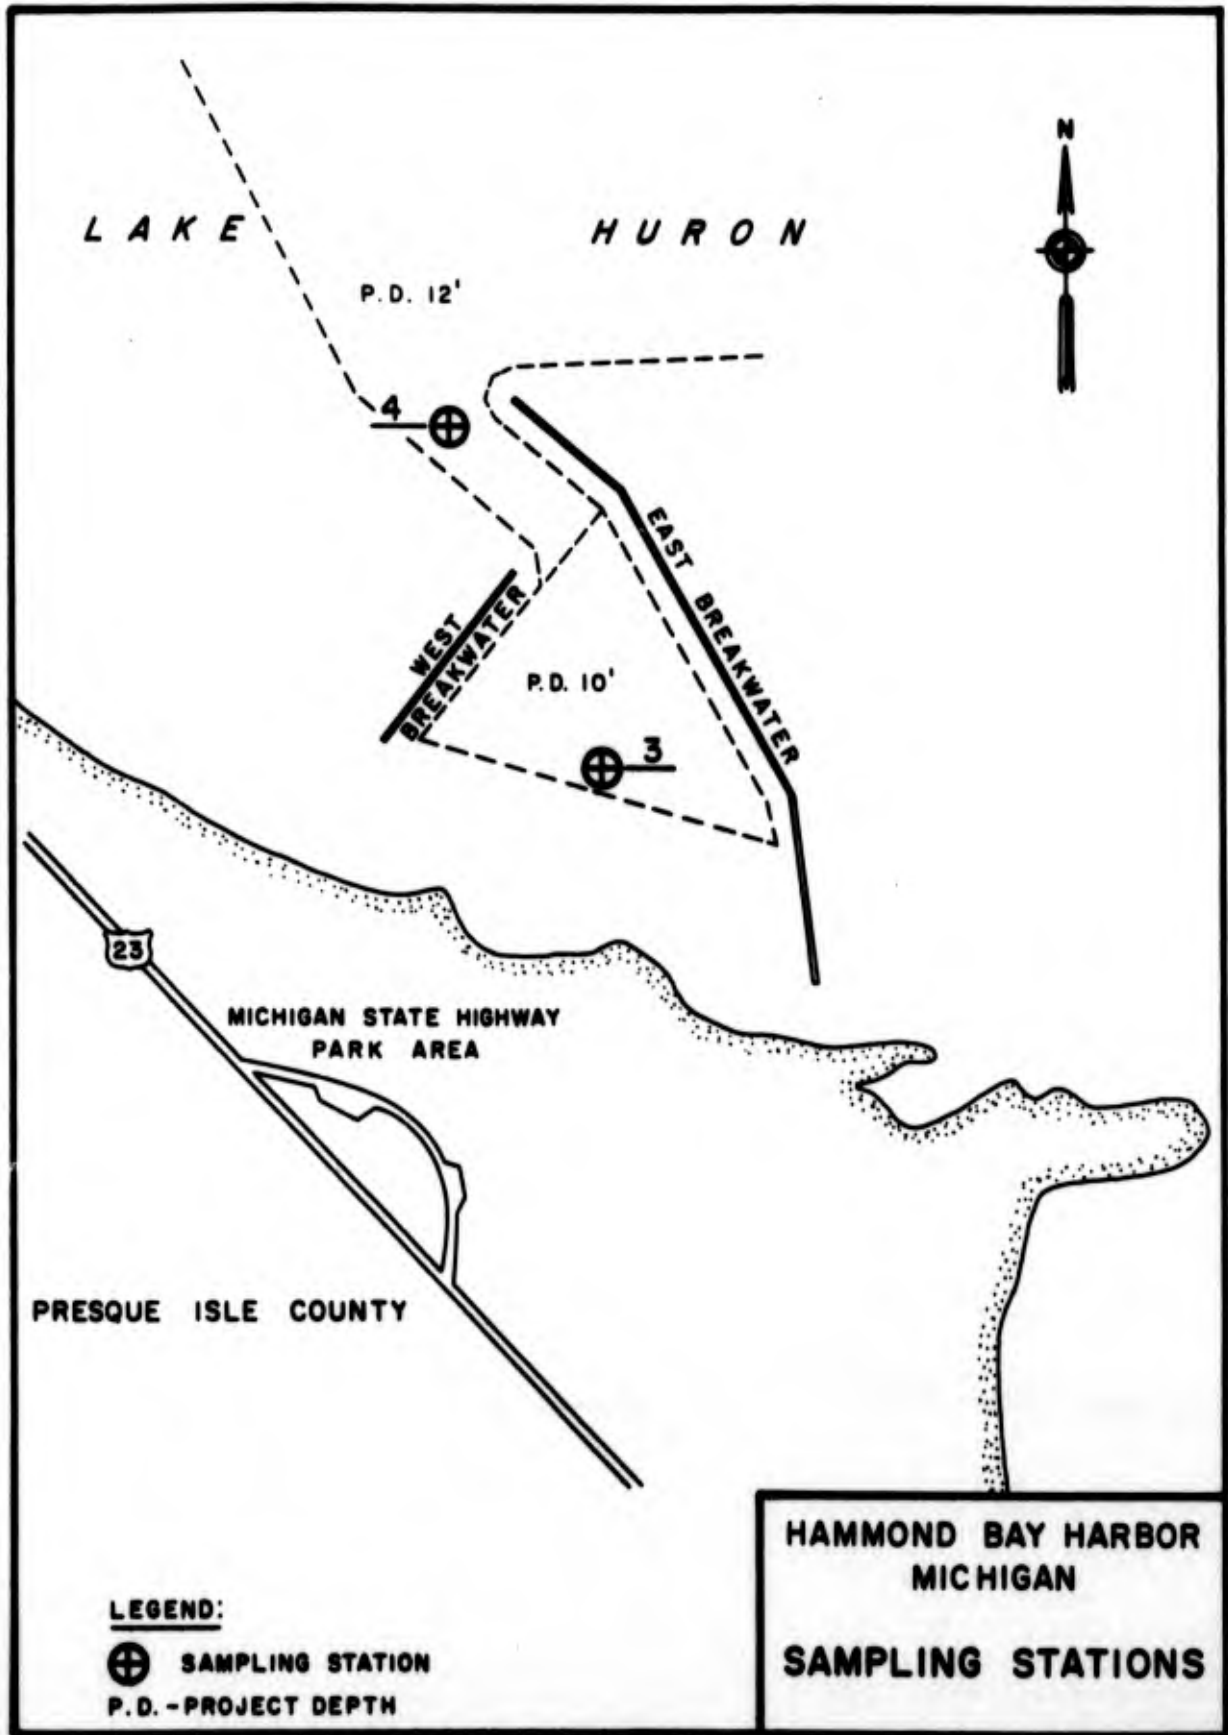 N
LAKE HURON
P.D. 12'
4
EAST BREAKWATER
WEST
BREAKWATER
P.D. 10'
3
23
MICHIGAN STATE HIGHWAY
PARK AREA
PRESQUE ISLE COUNTY
HAMMOND BAY HARBOR
MICHIGAN
SAMPLING STATIONS
LEGEND:
SAMPLING STATION
P.D.-PROJECT DEPTH